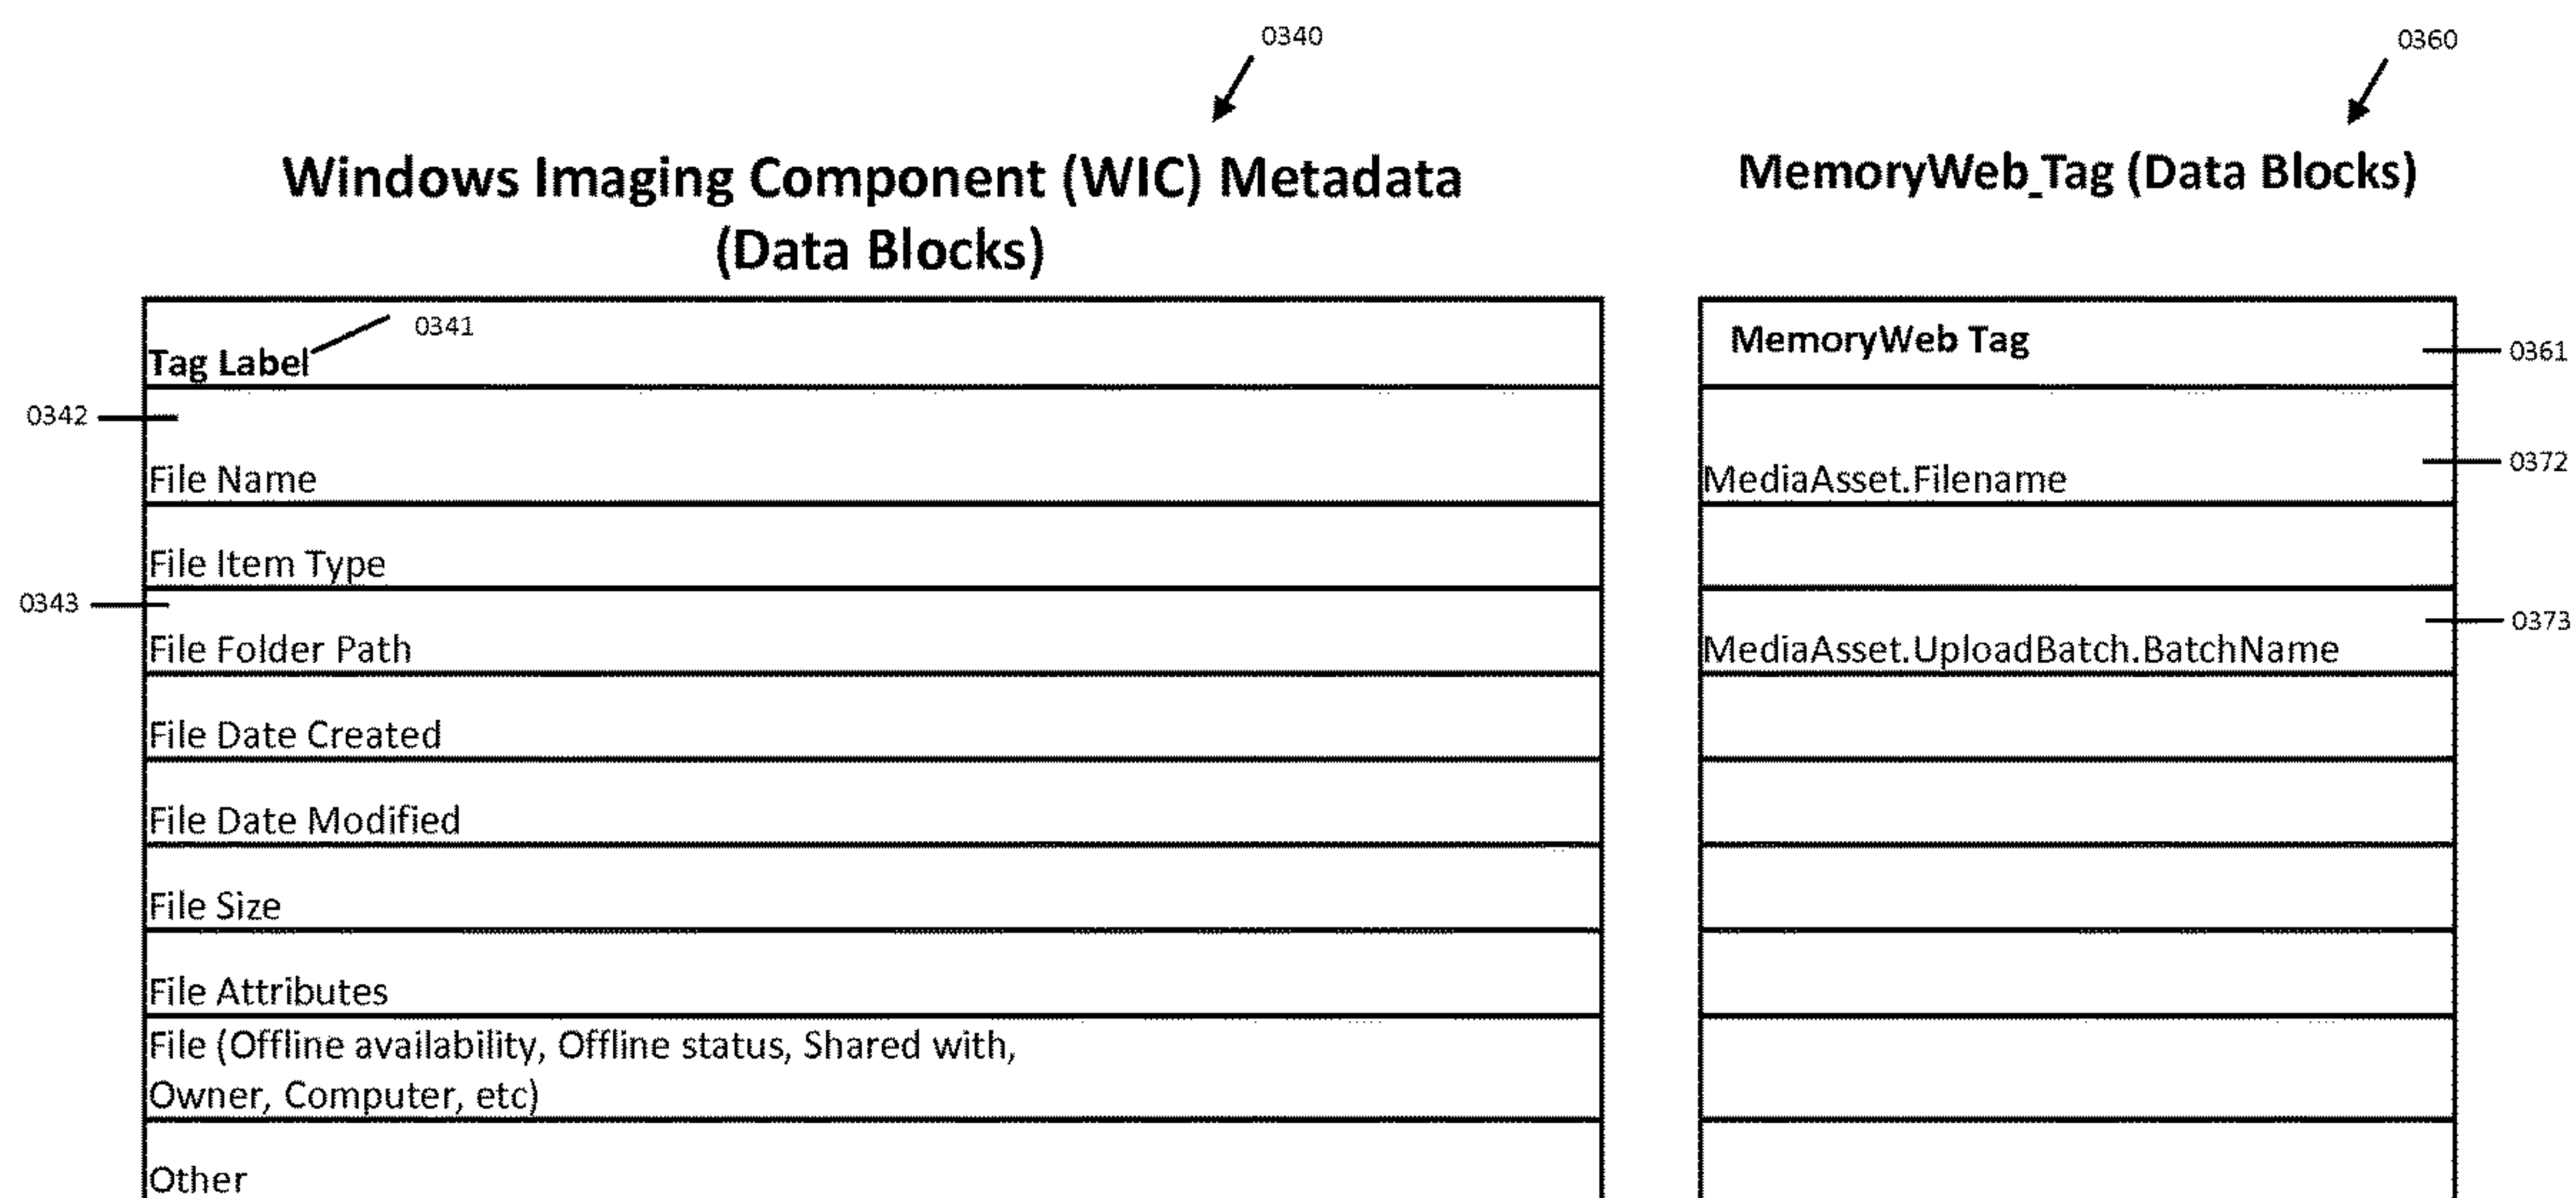 0340
0360
Windows Imaging Component (WIC) Metadata
(Data Blocks)
MemoryWeb_Tag (Data Blocks)
0341
Tag Label
MemoryWeb Tag
0361
0342
File Name
MediaAsset.Filename
0372
File Item Type
0343
File Folder Path
MediaAsset.UploadBatch.BatchName
0373
File Date Created
File Date Modified
File Size
File Attributes
File (Offline availability, Offline status, Shared with,
Owner, Computer, etc)
Other